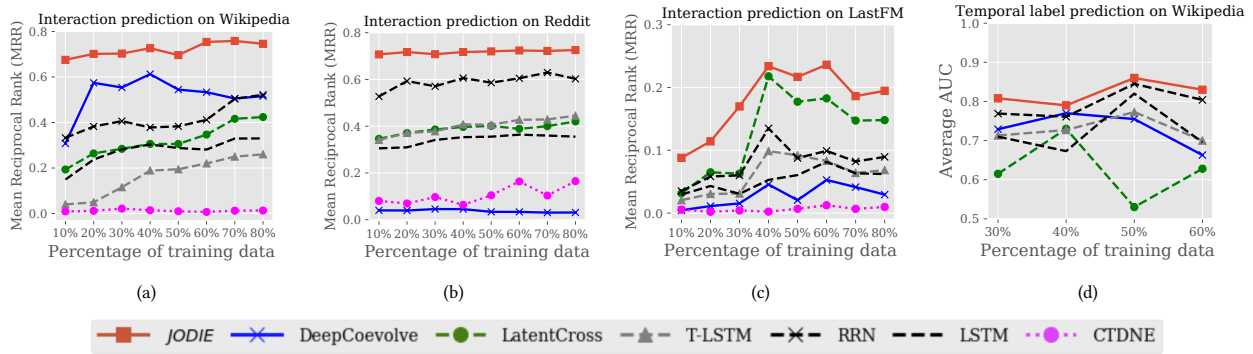 Interaction prediction on Wikipedia
Mean Reciprocal Rank (MRR)
0.8
0.6
0.4
0.2
0.0
10% 20% 30% 40% 50% 60% 70% 80%
Percentage of training data
(a)
Interaction prediction on Reddit
Mean Reciprocal Rank (MRR)
0.8
0.6
0.4
0.2
0.0
10% 20% 30% 40% 50% 60% 70% 80%
Percentage of training data
(b)
Interaction prediction on LastFM
Mean Reciprocal Rank (MRR)
0.3
0.2
0.1
0.0
10% 20% 30% 40% 50% 60% 70% 80%
Percentage of training data
(c)
Temporal label prediction on Wikipedia
Average AUC
1.0
0.9
0.8
0.7
0.6
0.5
30% 40% 50% 60%
Percentage of training data
(d)
JODIE DeepCoevolve LatentCross T-LSTM RRN LSTM CTDNE